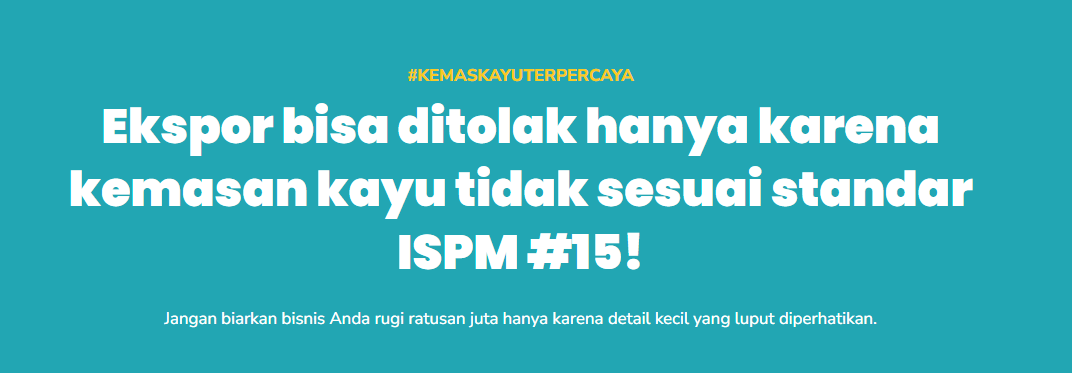 #KEMASKAYUTERPERCAYA
Ekspor bisa ditolak hanya karena
kemasan kayu tidak sesuai standar
ISPM #15!
Jangan biarkan bisnis Anda rugi ratusan juta hanya karena detail kecil yang luput diperhatikan.